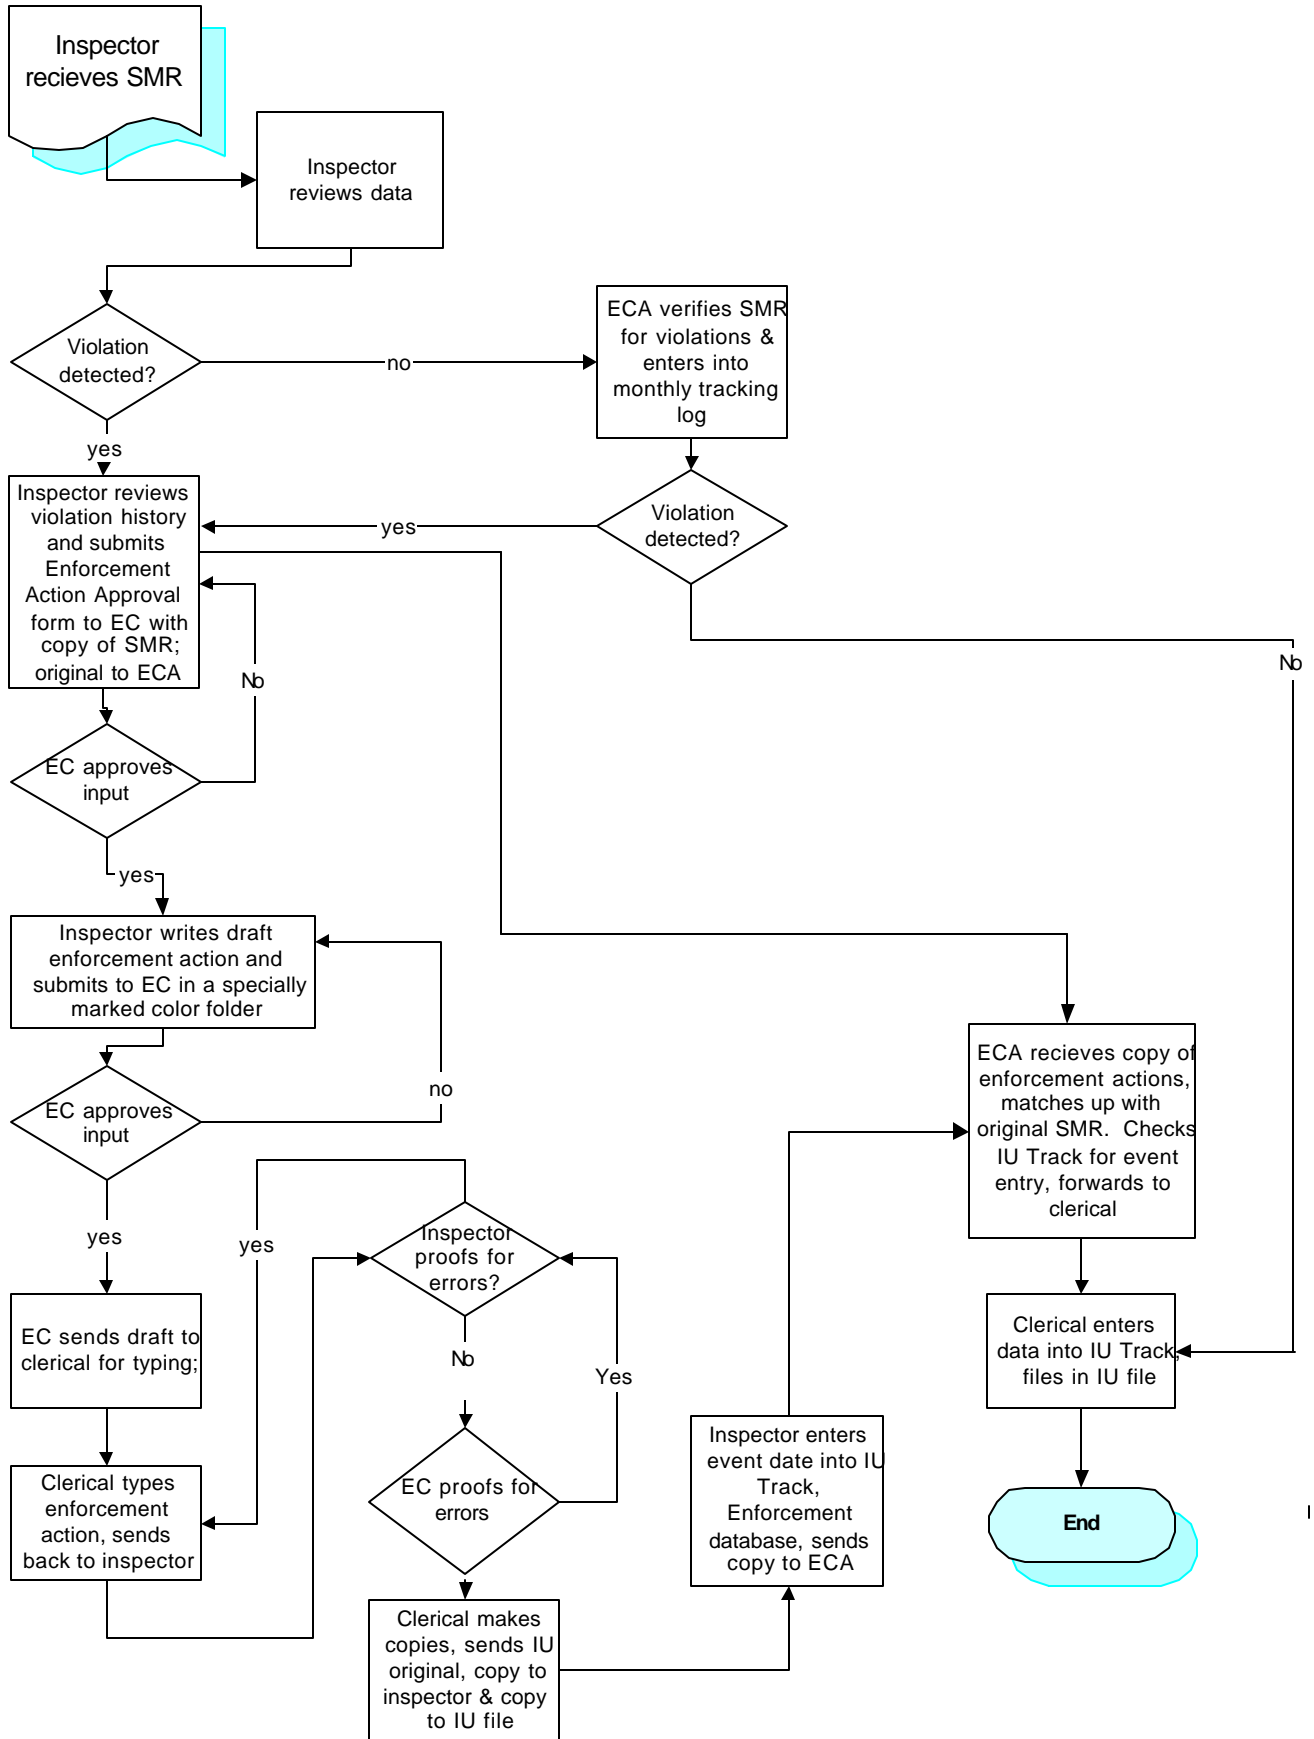 Inspector
recieves SMR
Inspector
reviews data
Violation
detected?
no
ECA verifies SMR
for violations &
enters into
monthly tracking
log
yes
Inspector reviews
violation history
and submits
Enforcement
Action Approval
form to EC with
copy of SMR;
original to ECA
yes
Violation
detected?
No
No
EC approves
input
yes
Inspector writes draft
enforcement action and
submits to EC in a specially
marked color folder
EC approves
input
no
yes
EC sends draft to
clerical for typing;
Clerical types
enforcement
action, sends
back to inspector
yes
Inspector
proofs for
errors?
No
Yes
EC proofs for
errors
Clerical makes
copies, sends IU
original, copy to
inspector & copy
to IU file
Inspector enters
event date into IU
Track,
Enforcement
database, sends
copy to ECA
ECA recieves copy of
enforcement actions,
matches up with
original SMR.  Checks
IU Track for event
entry, forwards to
clerical
Clerical enters
data into IU Track,
files in IU file
End